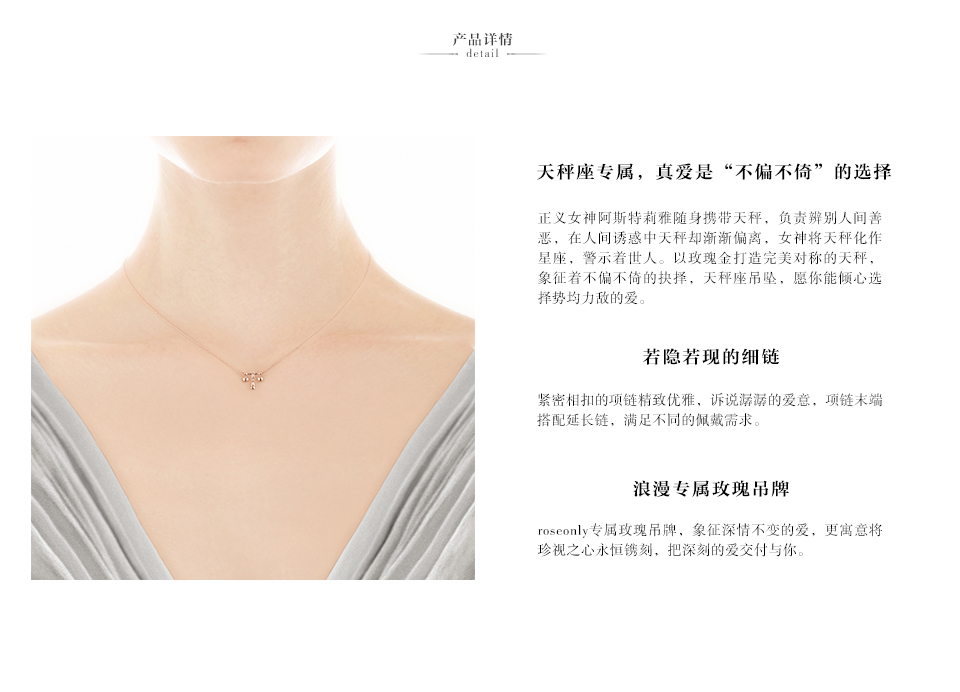 产品详情
detail
天秤座专属，真爱是“不偏不倚”的选择
正义女神阿斯特莉雅随身携带天秤，负责辨别人间善
恶，在人间诱惑中天秤却渐渐偏离，女神将天秤化作
星座，警示着世人。以玫瑰金打造完美对称的天秤，
象征着不偏不倚的抉择，天秤座吊坠，愿你能倾心选
择势均力敌的爱。
若隐若现的细链
紧密相扣的项链精致优雅，诉说潺潺的爱意，项链末端
搭配延长链，满足不同的佩戴需求。
浪漫专属玫瑰吊牌
roseonly专属玫瑰吊牌，象征深情不变的爱，更寓意将
珍视之心永恒镌刻，把深刻的爱交付与你。